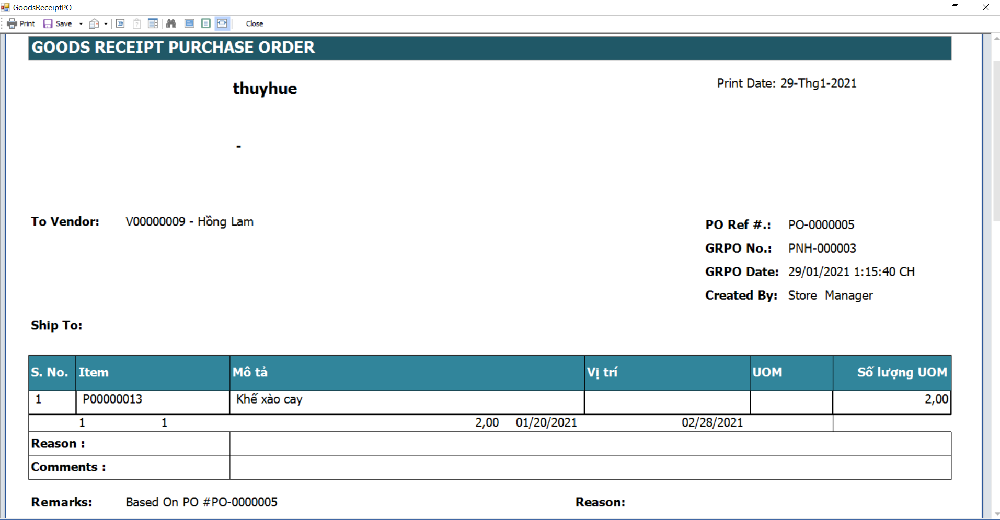 GoodsReceiptPO
Print Save Close
GOODS RECEIPT PURCHASE ORDER
thuyhue
Print Date: 29-Thg1-2021
-
To Vendor: V00000009 - Hồng Lam
PO Ref #.: PO-0000005
GRPO No.: PNH-000003
GRPO Date: 29/01/2021 1:15:40 CH
Created By: Store Manager
Ship To:
S. No. Item Mô tả Vị trí UOM Số lượng UOM
1 P00000013 Khế xào cay 2,00
1 1 2,00 01/20/2021 02/28/2021
Reason :
Comments :
Remarks: Based On PO #PO-0000005 Reason: